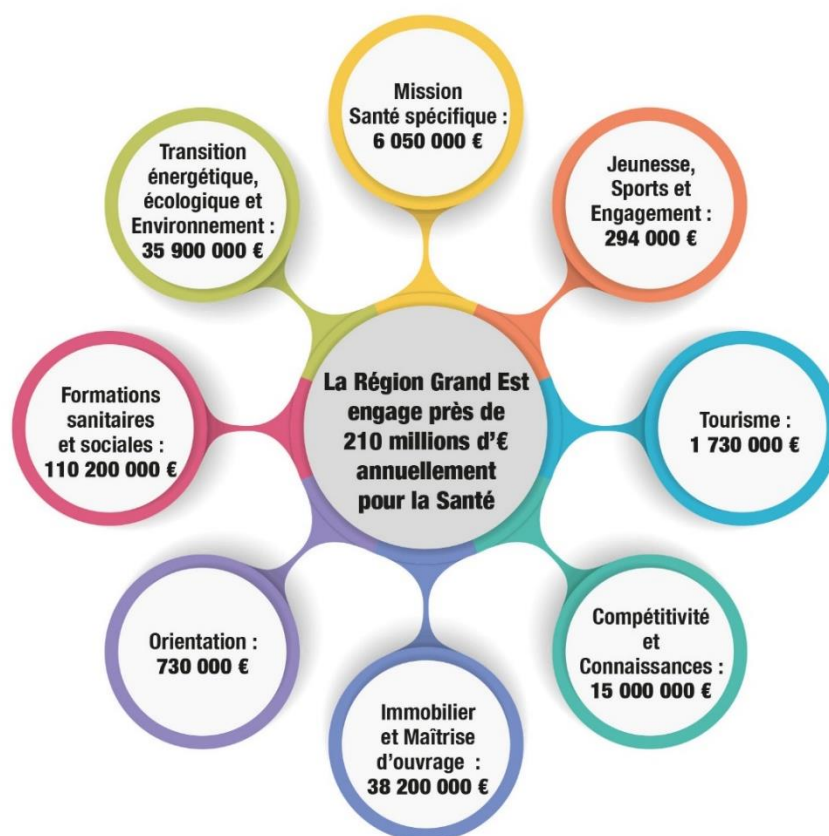 Mission
Santé spécifique :
6 050 000 €
Jeunesse,
Sports et
Engagement :
294 000 €
Tourisme :
1 730 000 €
Compétitivité
et
Connaissances :
15 000 000 €
Immobilier
et Maîtrise
d’ouvrage :
38 200 000 €
Orientation :
730 000 €
Formations
sanitaires
et sociales :
110 200 000 €
Transition
énergétique,
écologique et
Environnement :
35 900 000 €
La Région Grand Est
engage près de
210 millions d’€
annuellement
pour la Santé